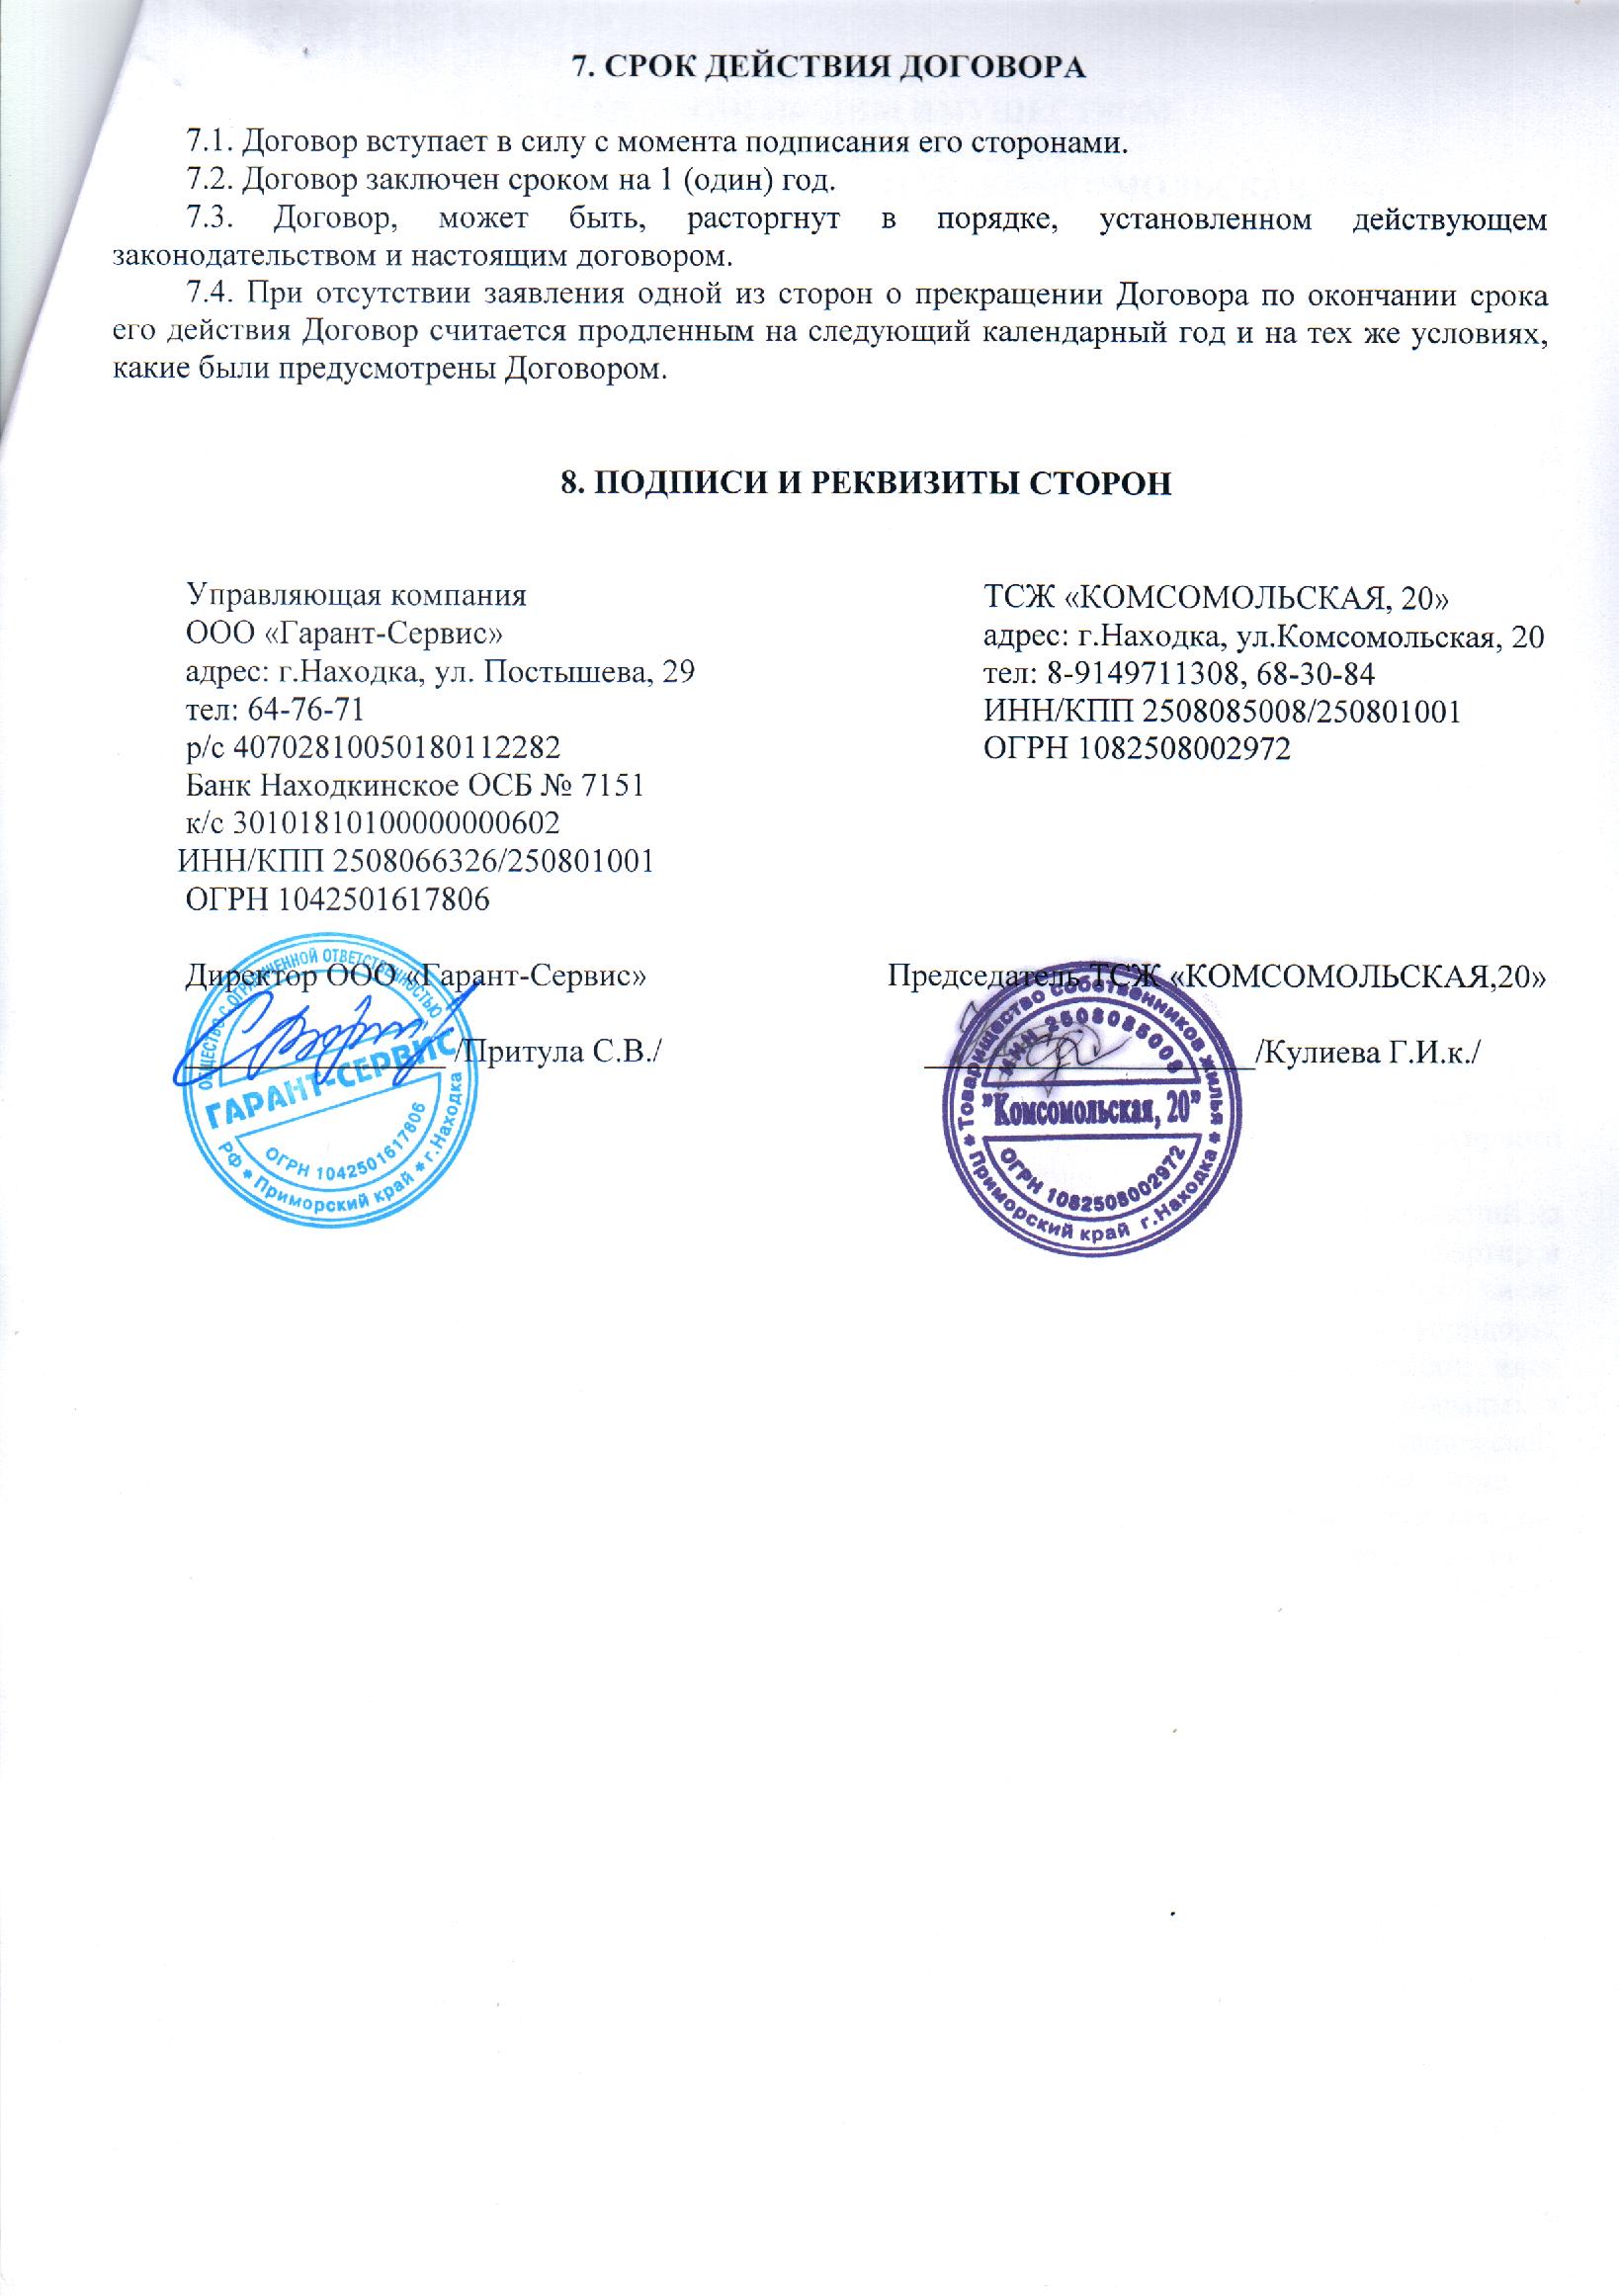 7. СРОК ДЕЙСТВИЯ ДОГОВОРА
7.1. Договор вступает в силу с момента подписания его сторонами.
7.2. Договор заключен сроком на 1 (один) год.
7.3. Договор, может быть, расторгнут в порядке, установленном действующем
законодательством и настоящим договором.
7.4. При отсутствии заявления одной из сторон о прекращении Договора по окончании срока
его действия Договор считается продленным на следующий календарный год и на тех же условиях,
какие были предусмотрены Договором.
8. ПОДПИСИ И РЕКВИЗИТЫ СТОРОН
Управляющая компания
ООО «Гарант-Сервис»
адрес: г.Находка, ул. Постышева, 29
тел: 64-76-71
р/с 40702810050180112282
Банк Находкинское ОСБ № 7151
к/с 30101810100000000602
ИНН/КПП 2508066326/250801001
ОГРН 1042501617806
Директор ООО «Гарант-Сервис»
/Притула С.В./
ОБЩЕСТВО С ОГРАНИЧЕННОЙ ОТВЕТСТВЕННОСТЬЮ
ГАРАНТ-СЕРВИС
ОГРН 1042501617806
РФ * Приморский край * г.Находка
ТСЖ «КОМСОМОЛЬСКАЯ, 20»
адрес: г.Находка, ул.Комсомольская, 20
тел: 8-9149711308, 68-30-84
ИНН/КПП 2508085008/250801001
ОГРН 1082508002972
Председатель ТСЖ «КОМСОМОЛЬСКАЯ,20»
/Кулиева Г.И.к./
* Товарищество собственников жилья *
ИНН 2508085008
"Комсомольская, 20"
ОГРН 1082508002972
Приморский край г.Находка